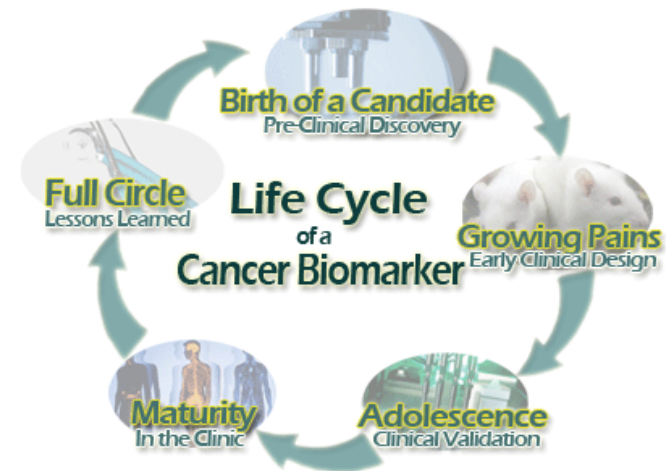 Birth of a Candidate
Pre-Clinical Discovery
Growing Pains
Early Clinical Design
Adolescence
Clinical Validation
Maturity
In the Clinic
Full Circle
Lessons Learned
Life Cycle
of a
Cancer Biomarker